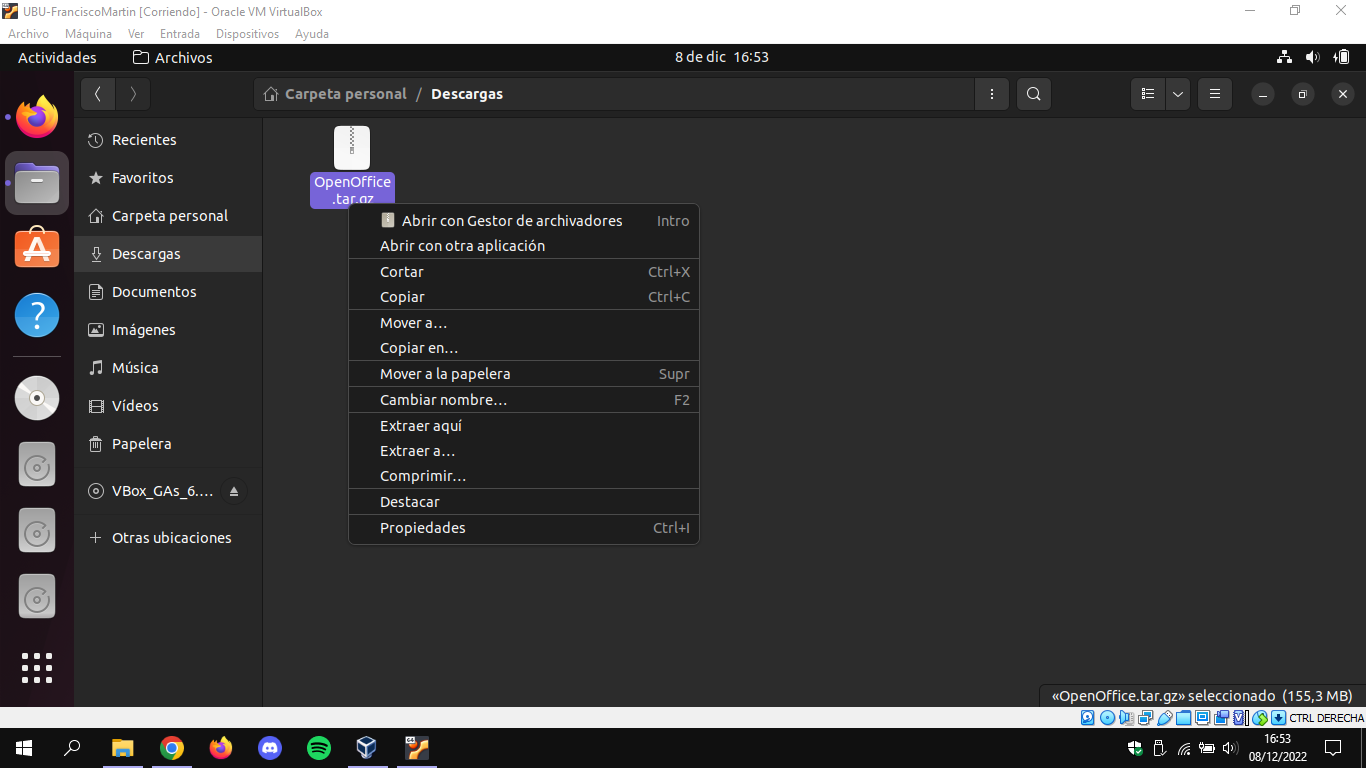 UBU-FranciscoMartin [Corriendo] - Oracle VM VirtualBox
Archivo Máquina Ver Entrada Dispositivos Ayuda
Actividades Archivos 8 de dic 16:53
Carpeta personal / Descargas
Recientes
Favoritos
Carpeta personal
Descargas
Documentos
Imágenes
Música
Vídeos
Papelera
VBox_GAs_6....
+ Otras ubicaciones
OpenOffice
.tar.gz
Abrir con Gestor de archivadores Intro
Abrir con otra aplicación
Cortar Ctrl+X
Copiar Ctrl+C
Mover a...
Copiar en...
Mover a la papelera Supr
Cambiar nombre... F2
Extraer aquí
Extraer a...
Comprimir...
Destacar
Propiedades Ctrl+I
«OpenOffice.tar.gz» seleccionado (155,3 MB)
CTRL DERECHA
16:53
08/12/2022